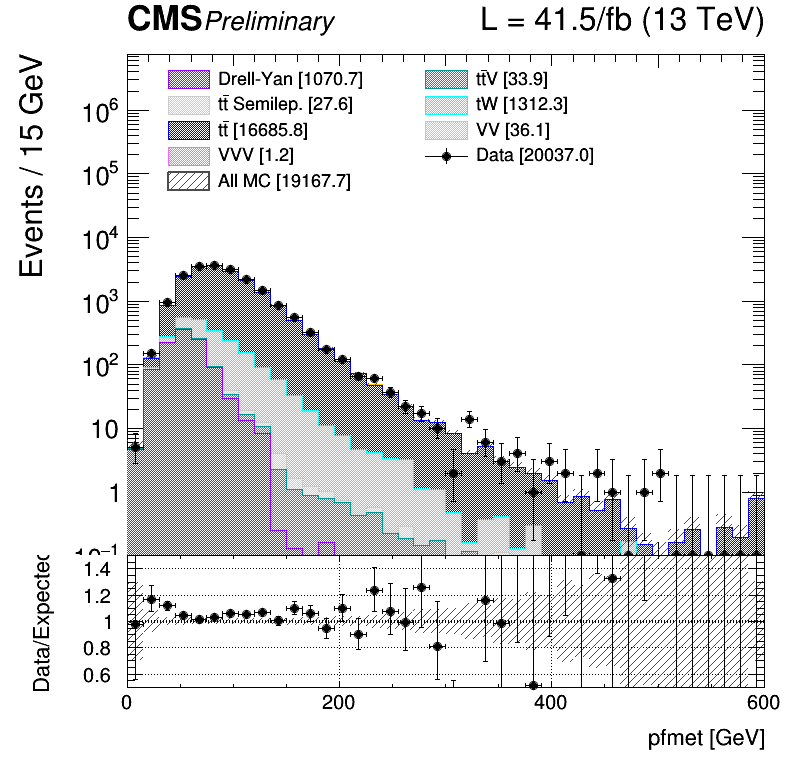 CMS Preliminary L = 41.5/fb (13 TeV)
Events / 15 GeV
Drell-Yan [1070.7]
tt̄ Semilep. [27.6]
tt̄ [16685.8]
VVV [1.2]
All MC [19167.7]
tt̄V [33.9]
tW [1312.3]
VV [36.1]
Data [20037.0]
10⁶
10⁵
10⁴
10³
10²
10
1
10⁻¹
Data/Expected
1.4
1.2
1
0.8
0.6
0 200 400 600
pfmet [GeV]